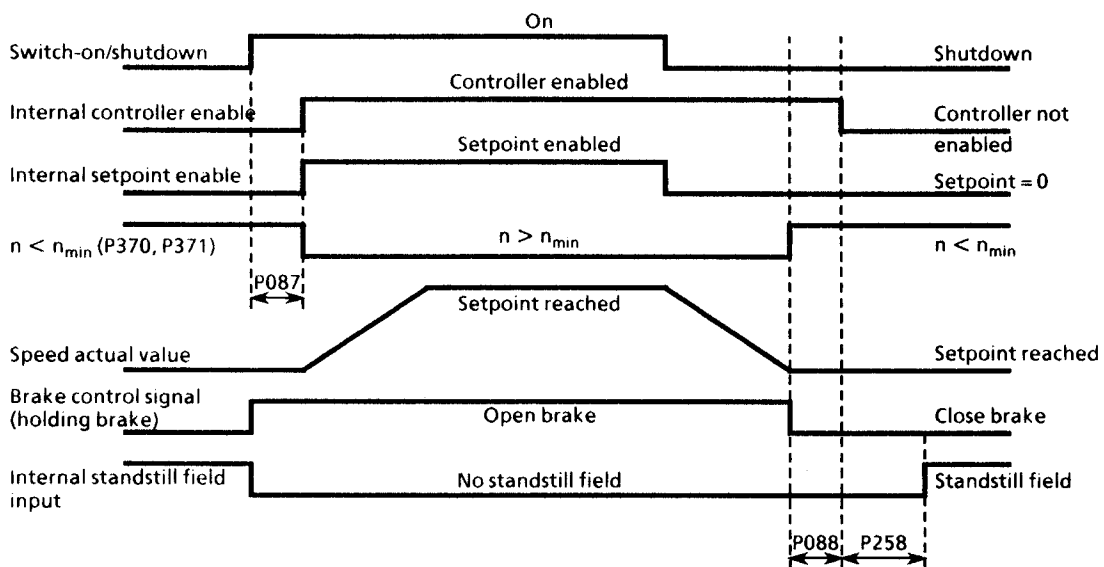 On
Switch-on/shutdown
Shutdown
Controller enabled
Internal controller enable
Controller not
enabled
Setpoint enabled
Internal setpoint enable
Setpoint = 0
n < nmin (P370, P371)
n > nmin
n < nmin
P087
Setpoint reached
Speed actual value
Setpoint reached
Brake control signal
(holding brake)
Open brake
Close brake
Internal standstill field
input
No standstill field
Standstill field
P088
P258